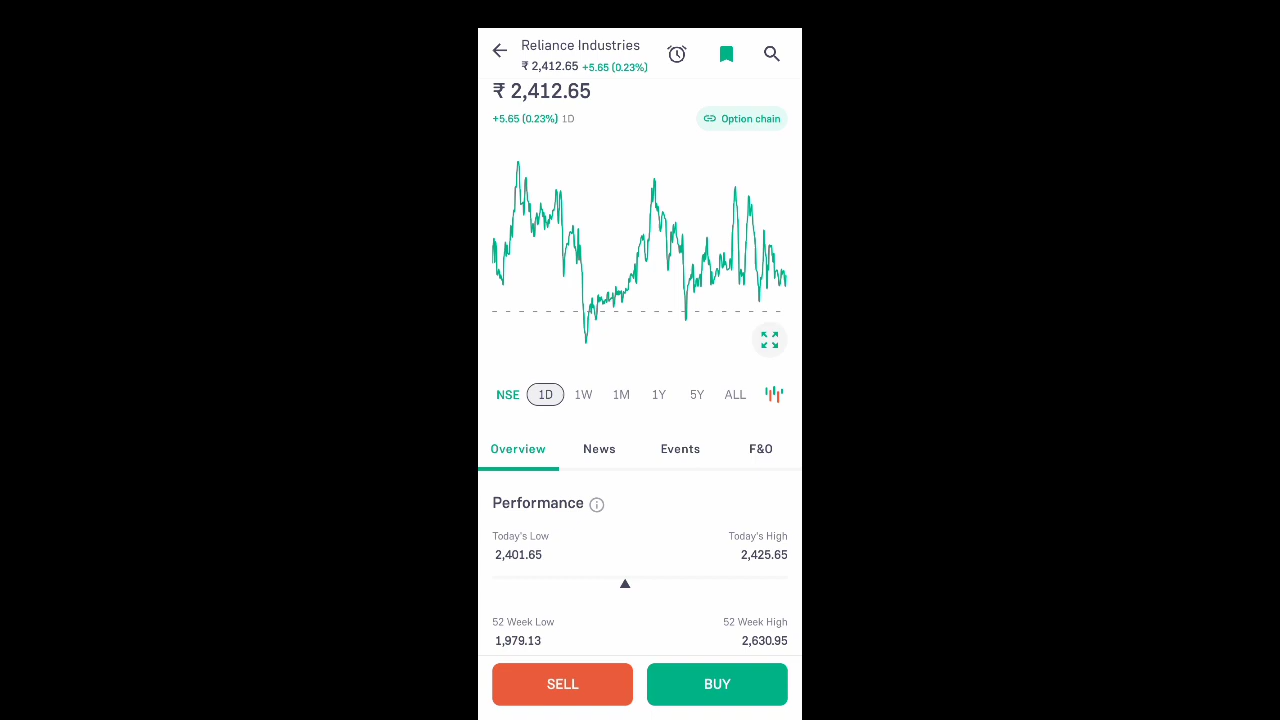 Reliance Industries
₹ 2,412.65 +5.65 (0.23%)
₹ 2,412.65
+5.65 (0.23%) 1D
Option chain
NSE 1D 1W 1M 1Y 5Y ALL
Overview News Events F&O
Performance
Today's Low Today's High
2,401.65 2,425.65
52 Week Low 52 Week High
1,979.13 2,630.95
SELL BUY